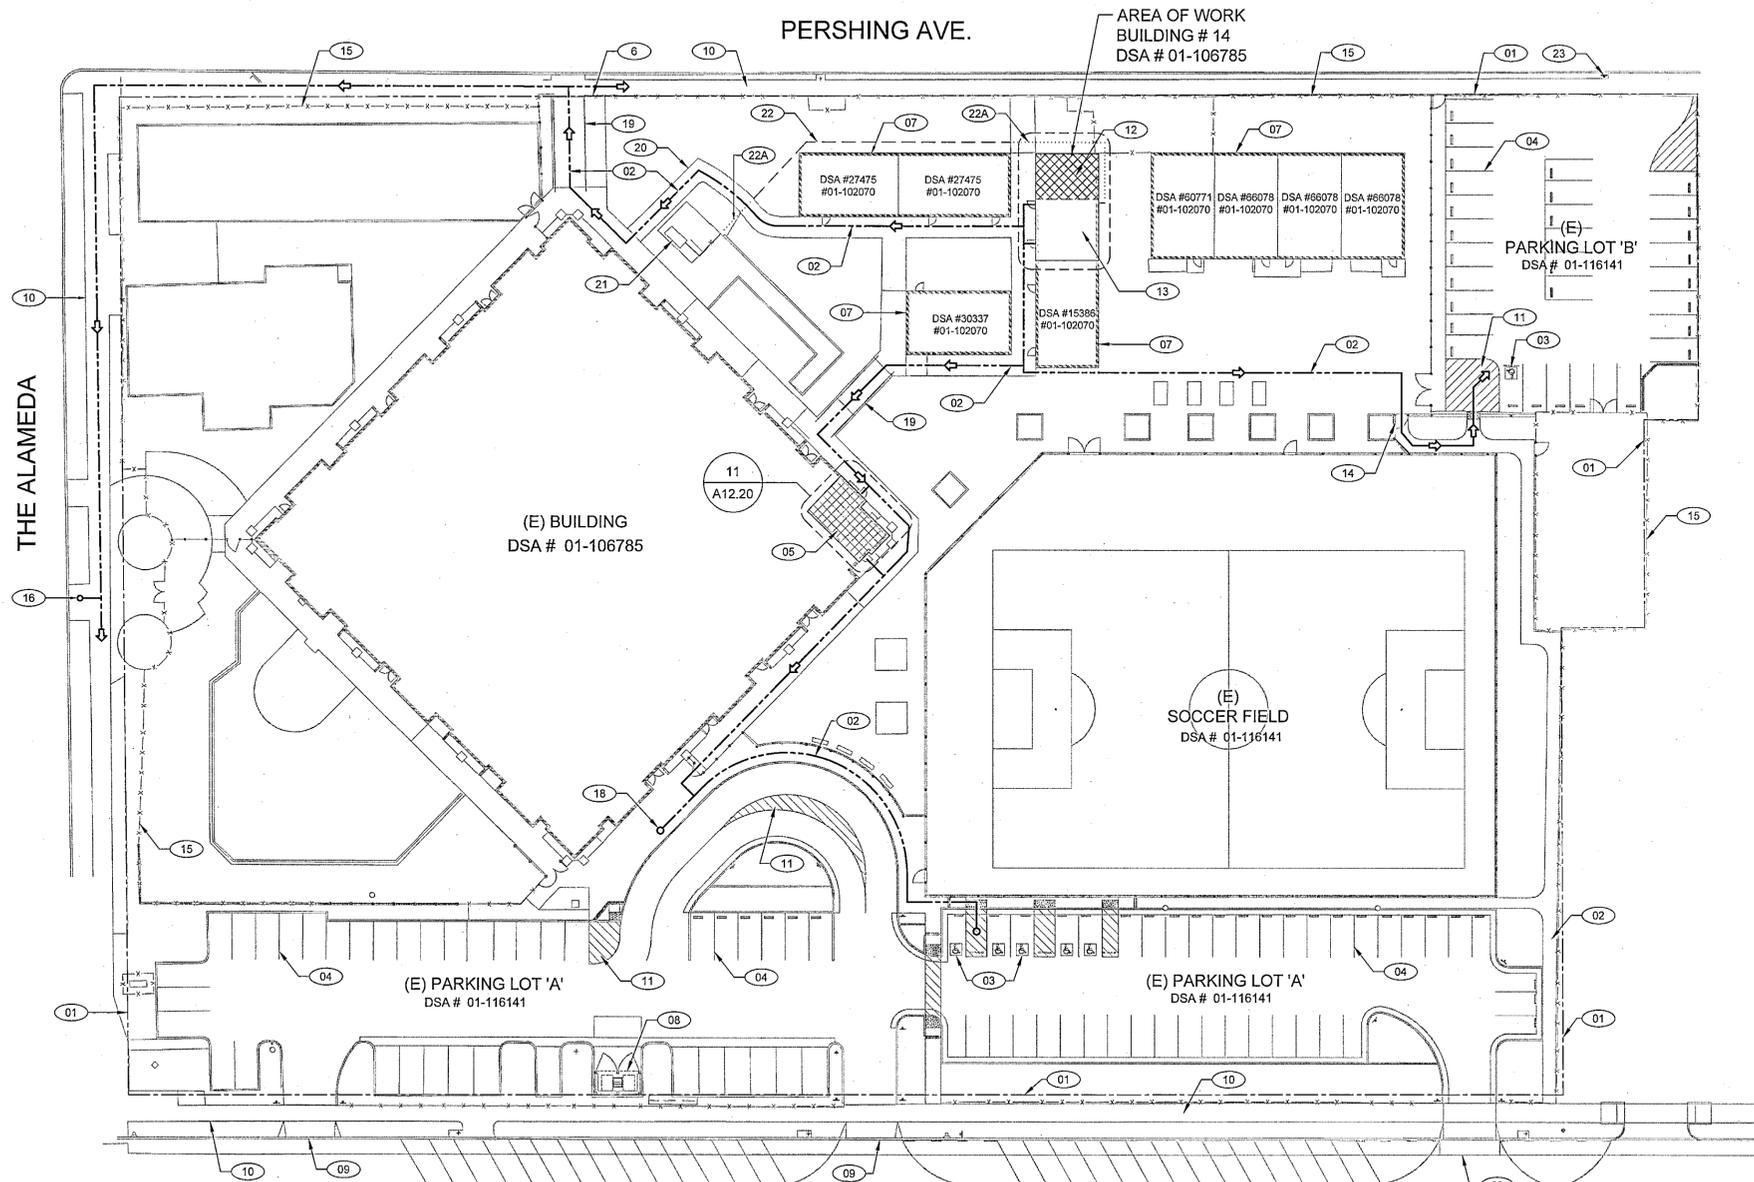 PERSHING AVE.
AREA OF WORK
BUILDING # 14
DSA # 01-106785
15
6
10
15
01
23
22
07
22A
12
07
04
19
20
02
22A
DSA #27475
#01-102070
DSA #27475
#01-102070
DSA #60771
#01-102070
DSA #66078
#01-102070
DSA #66078
#01-102070
DSA #66078
#01-102070
(E)
PARKING LOT 'B'
DSA # 01-116141
02
21
13
10
07
DSA #30337
#01-102070
DSA #15386
#01-102070
07
02
11
03
02
19
14
01
THE ALAMEDA
11
A12.20
05
(E) BUILDING
DSA # 01-106785
15
16
(E)
SOCCER FIELD
DSA # 01-116141
02
18
15
11
02
04
(E) PARKING LOT 'A'
DSA # 01-116141
11
04
03
(E) PARKING LOT 'A'
DSA # 01-116141
04
01
08
01
01
10
10
09
09